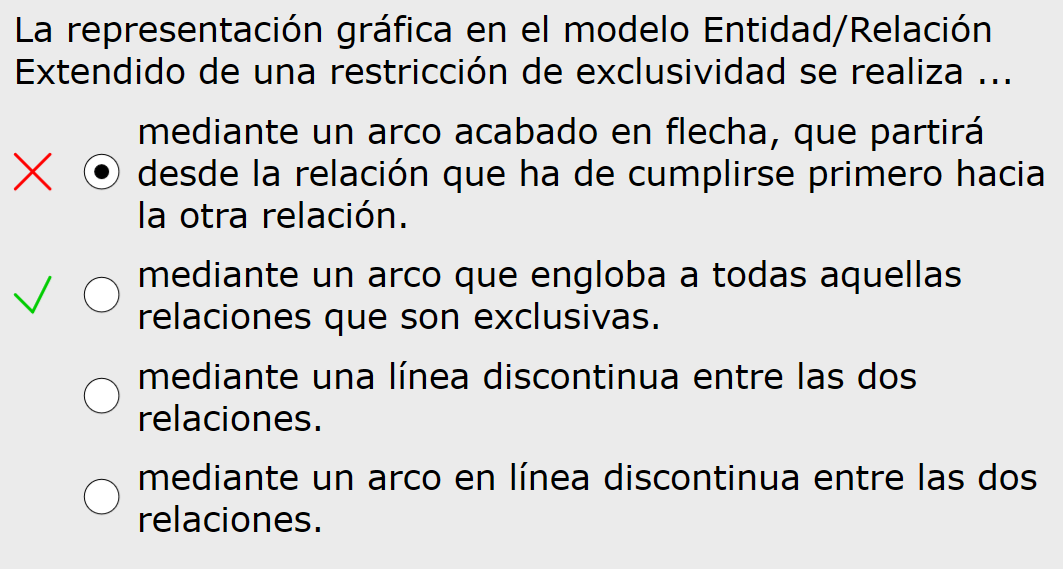 La representación gráfica en el modelo Entidad/Relación
Extendido de una restricción de exclusividad se realiza ...
mediante un arco acabado en flecha, que partirá
desde la relación que ha de cumplirse primero hacia
la otra relación.
mediante un arco que engloba a todas aquellas
relaciones que son exclusivas.
mediante una línea discontinua entre las dos
relaciones.
mediante un arco en línea discontinua entre las dos
relaciones.